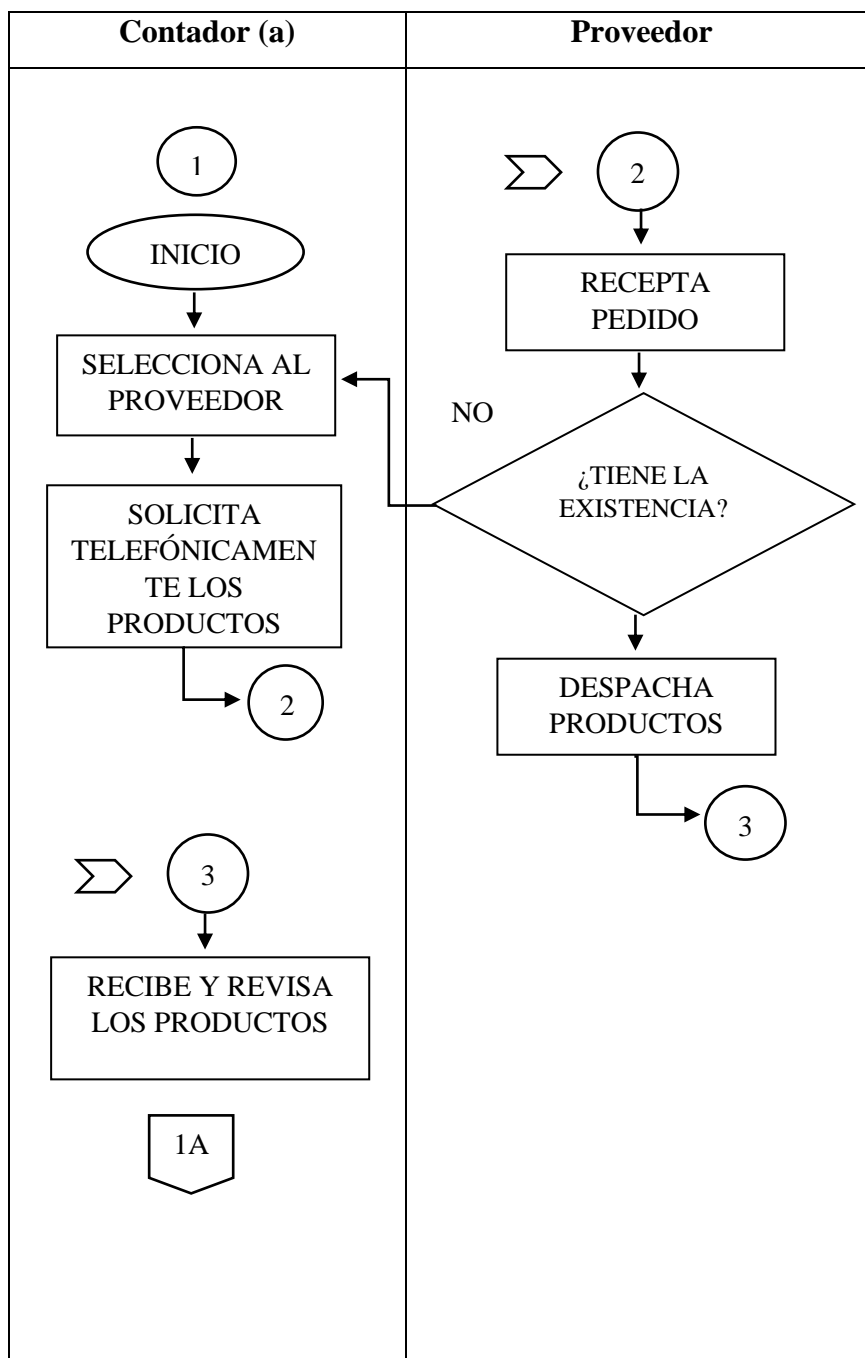 Contador (a)
Proveedor
1
INICIO
SELECCIONA AL
PROVEEDOR
SOLICITA
TELEFÓNICAMEN
TE LOS
PRODUCTOS
2
3
RECIBE Y REVISA
LOS PRODUCTOS
1A
2
RECEPTA
PEDIDO
NO
¿TIENE LA
EXISTENCIA?
DESPACHA
PRODUCTOS
3